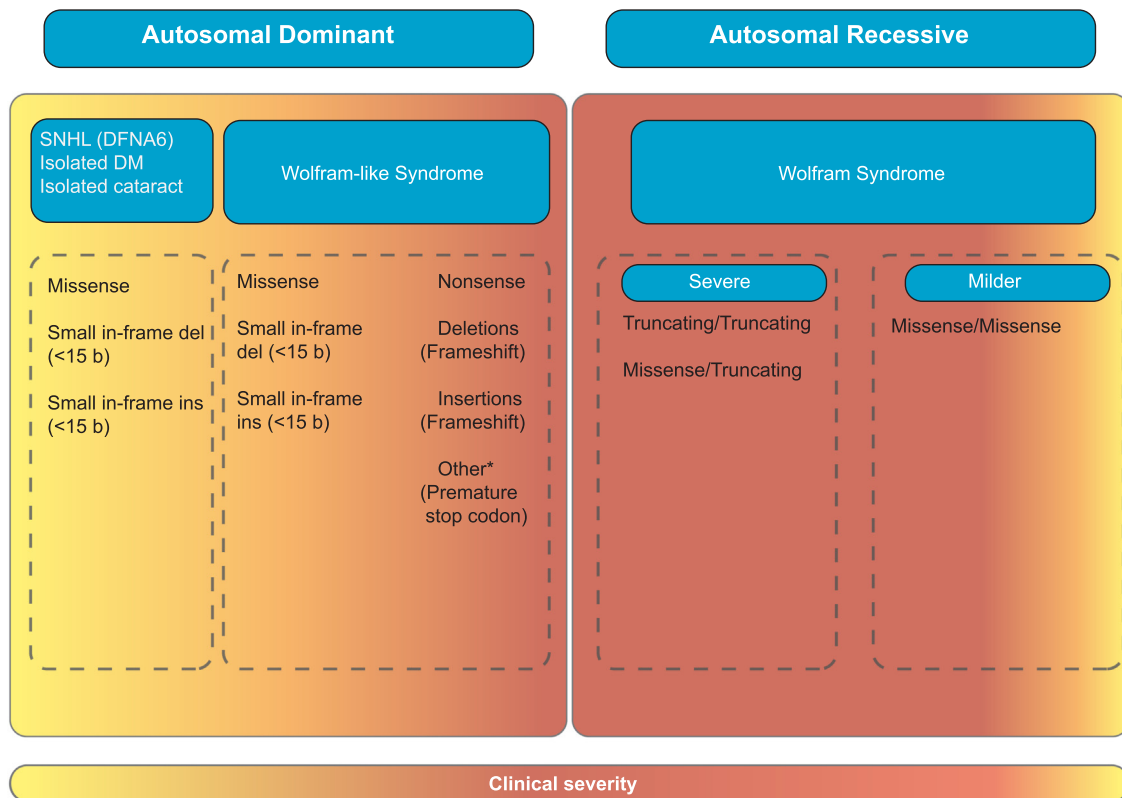 Autosomal Dominant
Autosomal Recessive
SNHL (DFNA6)
Isolated DM
Isolated cataract
Wolfram-like Syndrome
Wolfram Syndrome
Missense
Small in-frame del
(<15 b)
Small in-frame ins
(<15 b)
Missense
Small in-frame
del (<15 b)
Small in-frame
ins (<15 b)
Nonsense
Deletions
(Frameshift)
Insertions
(Frameshift)
Other*
(Premature
stop codon)
Severe
Truncating/Truncating
Missense/Truncating
Milder
Missense/Missense
Clinical severity